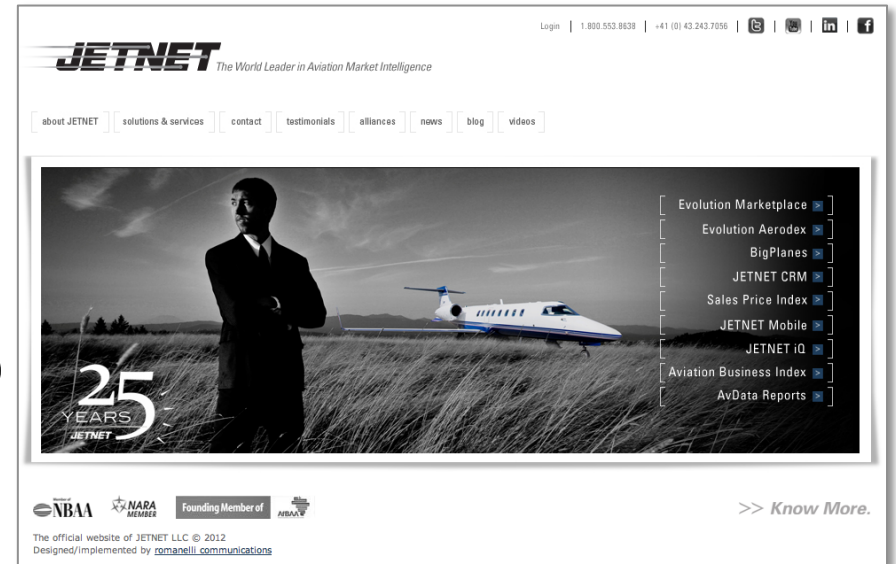 Login 1.800.553.8638 +41 (0) 43.243.7056
JETNET The World Leader in Aviation Market Intelligence
about JETNET solutions & services contact testimonials alliances news blog videos
Evolution Marketplace >
Evolution Aerodex >
BigPlanes >
JETNET CRM >
Sales Price Index >
JETNET Mobile >
JETNET iQ >
Aviation Business Index >
AvData Reports >
25
YEARS
JETNET
Member of
NBAA
NARA
MEMBER
Founding Member of
>> Know More.
The official website of JETNET LLC © 2012
Designed/implemented by romanelli communications